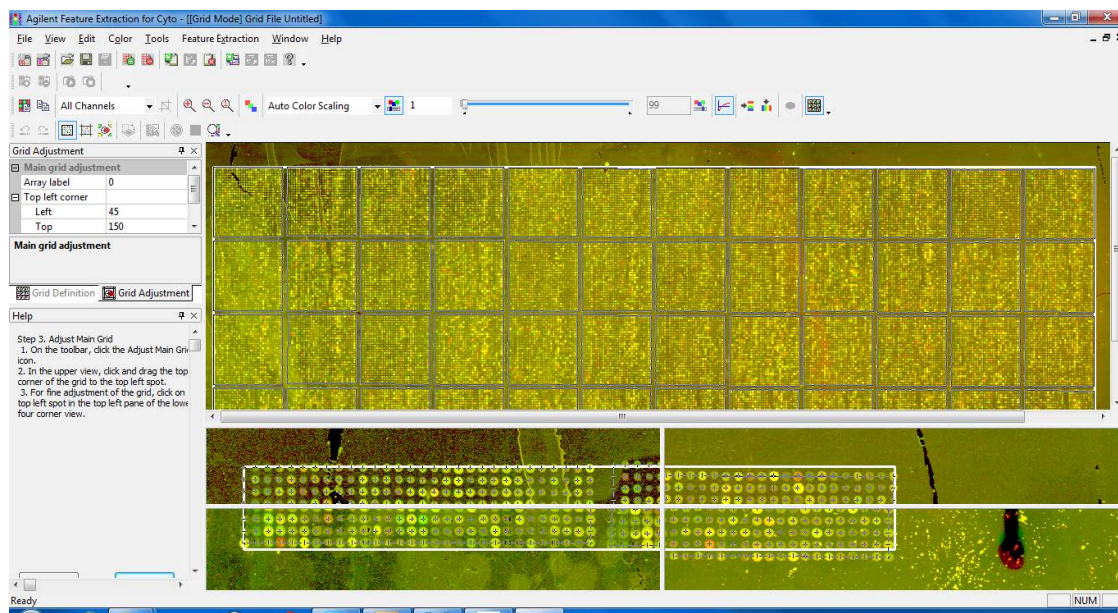 Agilent Feature Extraction for Cyto - [[Grid Mode] Grid File Untitled]
File View Edit Color Tools Feature Extraction Window Help
All Channels Auto Color Scaling 1 99
Grid Adjustment
Main grid adjustment
Array label 0
Top left corner
Left 45
Top 150
Main grid adjustment
Grid Definition Grid Adjustment
Help
Step 3. Adjust Main Grid
1. On the toolbar, click the Adjust Main Gri
icon.
2. In the upper view, click and drag the top
corner of the grid to the top left spot.
3. For fine adjustment of the grid, click on
top left spot in the top left pane of the lowe
four corner view.
Ready NUM